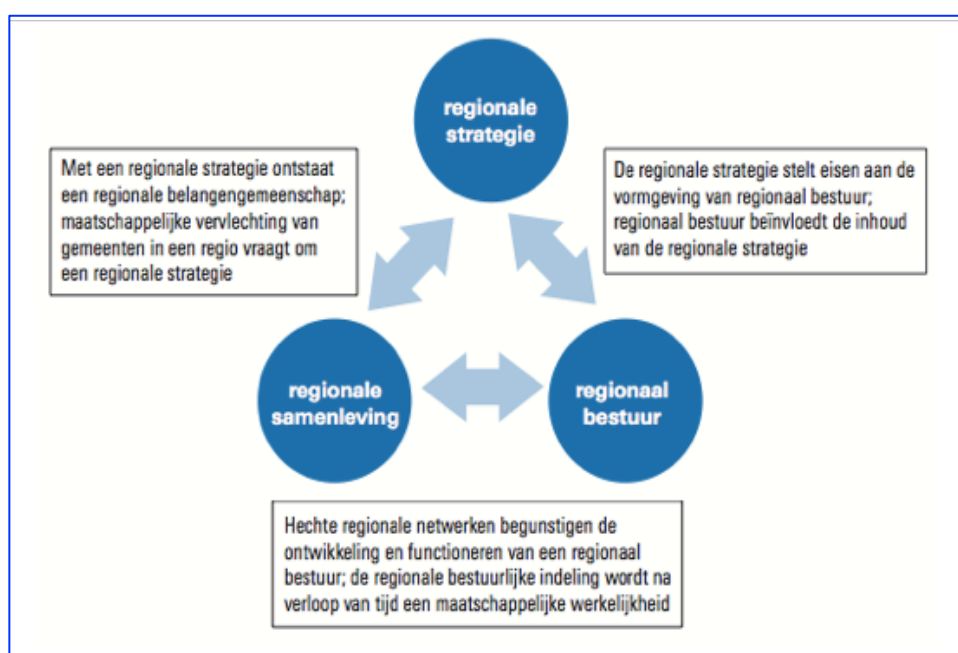 regionale
strategie
Met een regionale strategie ontstaat
een regionale belangengemeenschap;
maatschappelijke vervlechting van
gemeenten in een regio vraagt om
een regionale strategie
De regionale strategie stelt eisen aan de
vormgeving van regionaal bestuur;
regionaal bestuur beïnvloedt de inhoud
van de regionale strategie
regionale
samenleving
regionaal
bestuur
Hechte regionale netwerken begunstigen de
ontwikkeling en functioneren van een regionaal
bestuur; de regionale bestuurlijke indeling wordt na
verloop van tijd een maatschappelijke werkelijkheid